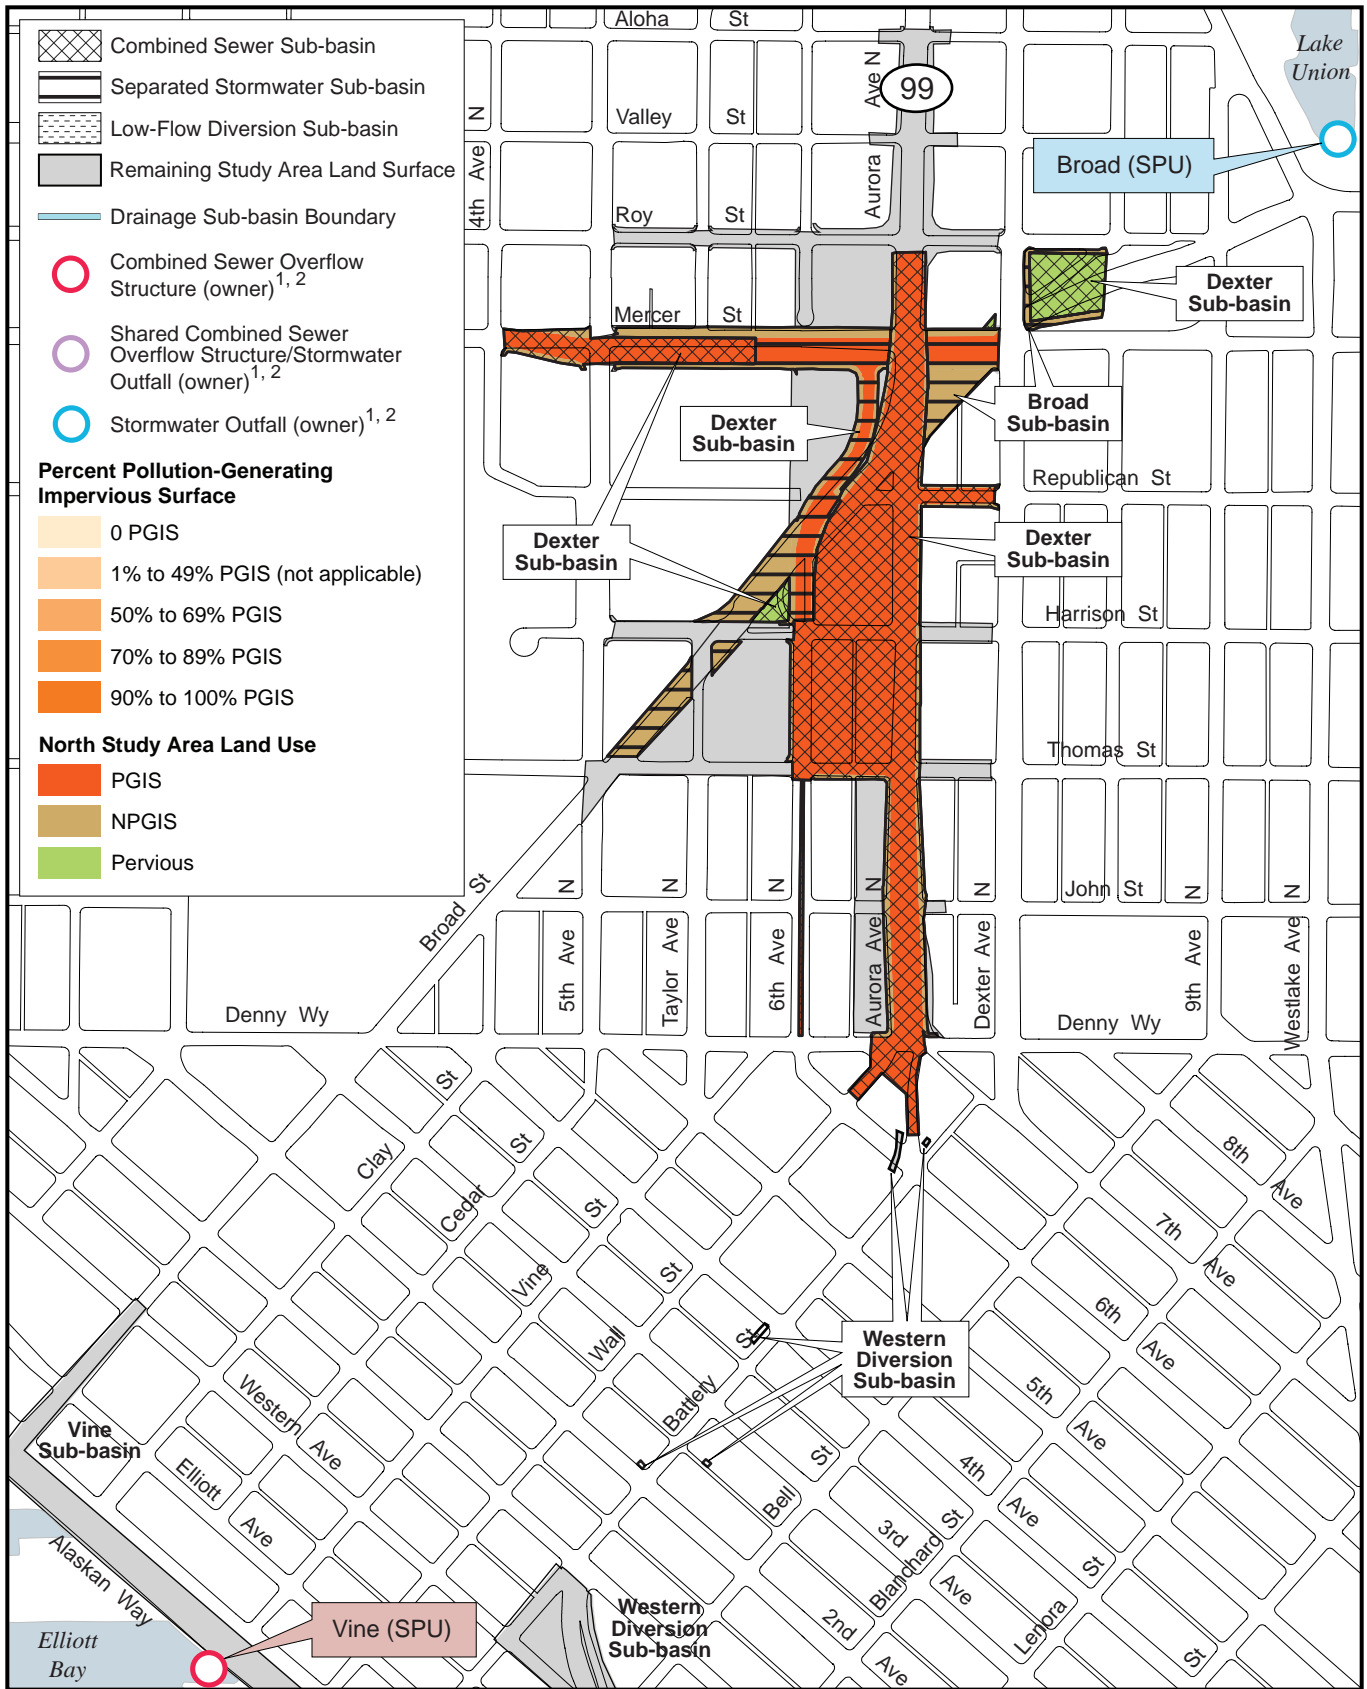 Combined Sewer Sub-basin
Separated Stormwater Sub-basin
Low-Flow Diversion Sub-basin
Remaining Study Area Land Surface
Drainage Sub-basin Boundary
Combined Sewer Overflow
Structure (owner)1, 2
Shared Combined Sewer
Overflow Structure/Stormwater
Outfall (owner)1, 2
Stormwater Outfall (owner)1, 2
Percent Pollution-Generating
Impervious Surface
0 PGIS
1% to 49% PGIS (not applicable)
50% to 69% PGIS
70% to 89% PGIS
90% to 100% PGIS
North Study Area Land Use
PGIS
NPGIS
Pervious
Aloha St
Lake
Union
99
Aurora Ave N
4th Ave N
Valley St
Broad (SPU)
Roy St
Dexter
Sub-basin
Mercer St
Broad
Sub-basin
Dexter
Sub-basin
Republican St
Dexter
Sub-basin
Dexter
Sub-basin
Harrison St
Thomas St
John St
Broad St
5th Ave N
Taylor Ave N
6th Ave N
Aurora Ave N
Dexter Ave N
9th Ave N
Westlake Ave N
Denny Wy
Denny Wy
Clay St
Cedar St
Vine St
Wall St
Battery St
Bell St
Blanchard St
Lenora St
8th Ave
7th Ave
6th Ave
5th Ave
4th Ave
3rd Ave
2nd Ave
Western Ave
Elliott Ave
Alaskan Way
Western
Diversion
Sub-basin
Vine
Sub-basin
Western
Diversion
Sub-basin
Vine (SPU)
Elliott
Bay